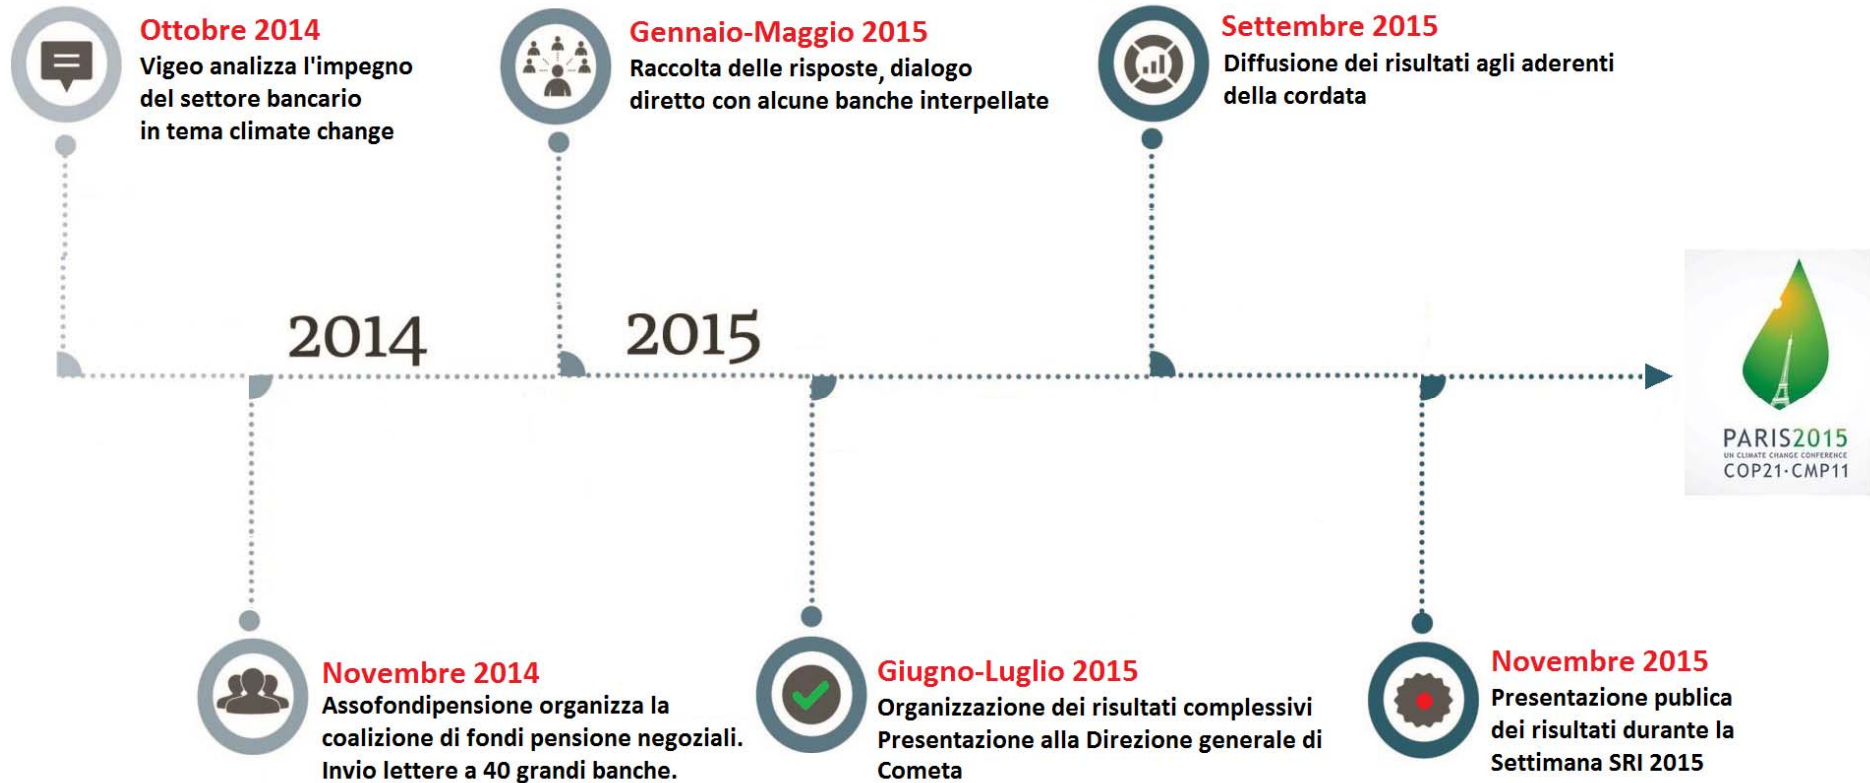 Ottobre 2014
Vigeo analizza l'impegno
del settore bancario
in tema climate change
Gennaio-Maggio 2015
Raccolta delle risposte, dialogo
diretto con alcune banche interpellate
Settembre 2015
Diffusione dei risultati agli aderenti
della cordata
2014
2015
PARIS2015
UN CLIMATE CHANGE CONFERENCE
COP21·CMP11
Novembre 2014
Assofondipensione organizza la
coalizione di fondi pensione negoziali.
Invio lettere a 40 grandi banche.
Giugno-Luglio 2015
Organizzazione dei risultati complessivi
Presentazione alla Direzione generale di
Cometa
Novembre 2015
Presentazione publica
dei risultati durante la
Settimana SRI 2015